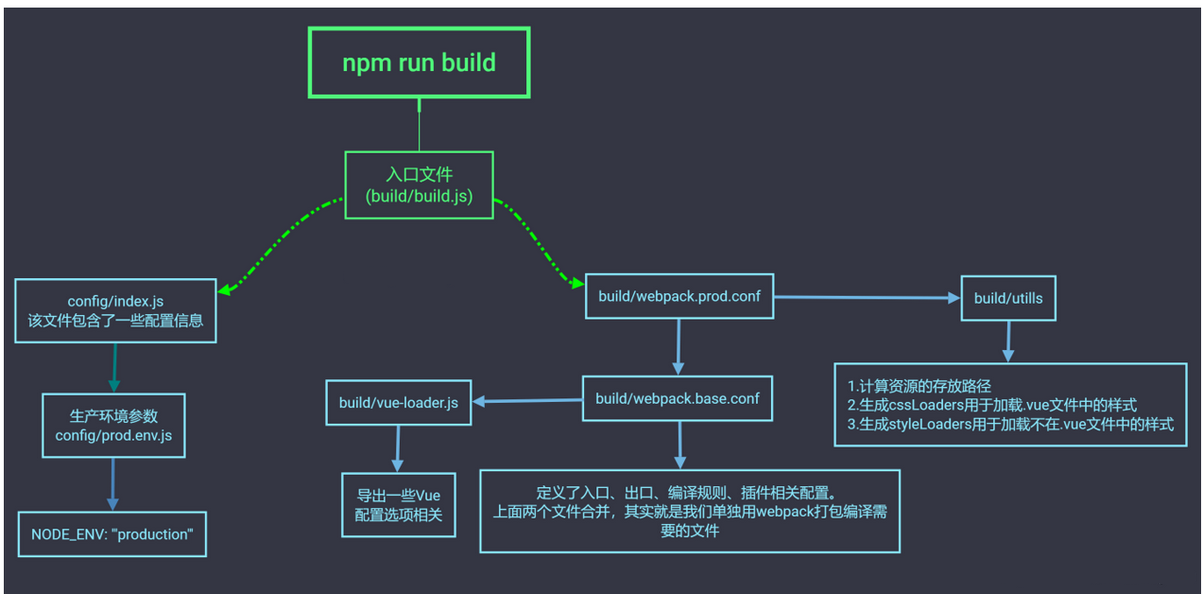 npm run build
入口文件
(build/build.js)
config/index.js
该文件包含了一些配置信息
生产环境参数
config/prod.env.js
NODE_ENV: '"production"'
build/webpack.prod.conf
build/utills
1.计算资源的存放路径
2.生成cssLoaders用于加载.vue文件中的样式
3.生成styleLoaders用于加载不在.vue文件中的样式
build/webpack.base.conf
build/vue-loader.js
导出一些Vue
配置选项相关
定义了入口、出口、编译规则、插件相关配置。
上面两个文件合并，其实就是我们单独用webpack打包编译需
要的文件